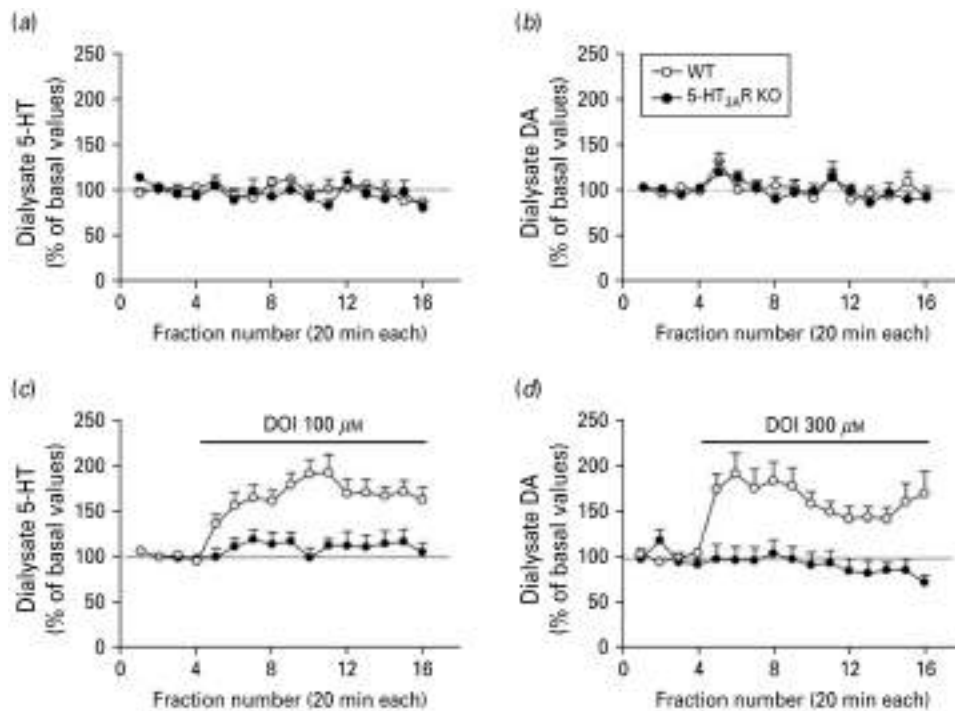 (a)
250
200
150
100
50
0
Dialysate 5-HT
(% of basal values)
0 4 8 12 16
Fraction number (20 min each)
(b)
250
200
150
100
50
0
Dialysate DA
(% of basal values)
WT
5-HT2AR KO
0 4 8 12 16
Fraction number (20 min each)
(c)
250
200
150
100
50
0
Dialysate 5-HT
(% of basal values)
DOI 100 μM
0 4 8 12 16
Fraction number (20 min each)
(d)
250
200
150
100
50
0
Dialysate DA
(% of basal values)
DOI 300 μM
0 4 8 12 16
Fraction number (20 min each)